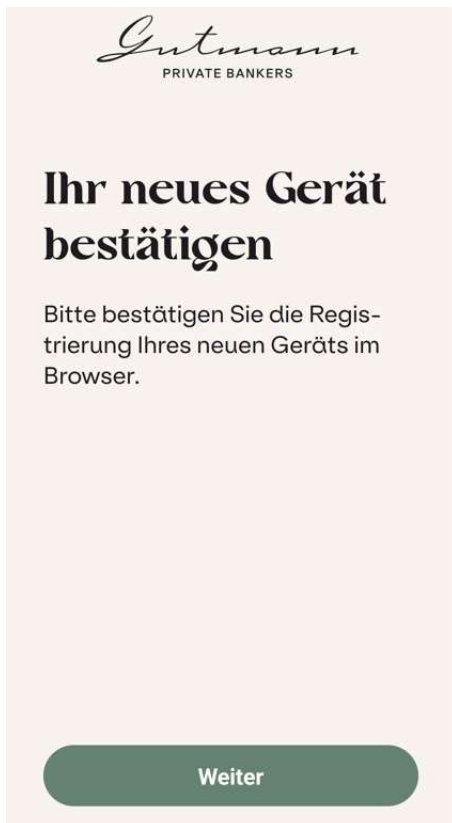 Gutmann
PRIVATE BANKERS
Ihr neues Gerät
bestätigen
Bitte bestätigen Sie die Regis-
trierung Ihres neuen Geräts im
Browser.
Weiter